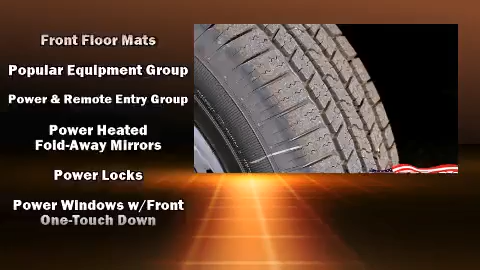 Front Floor Mats
Popular Equipment Group
Power & Remote Entry Group
Power Heated
Fold-Away Mirrors
Power Locks
Power Windows w/Front
One-Touch Down